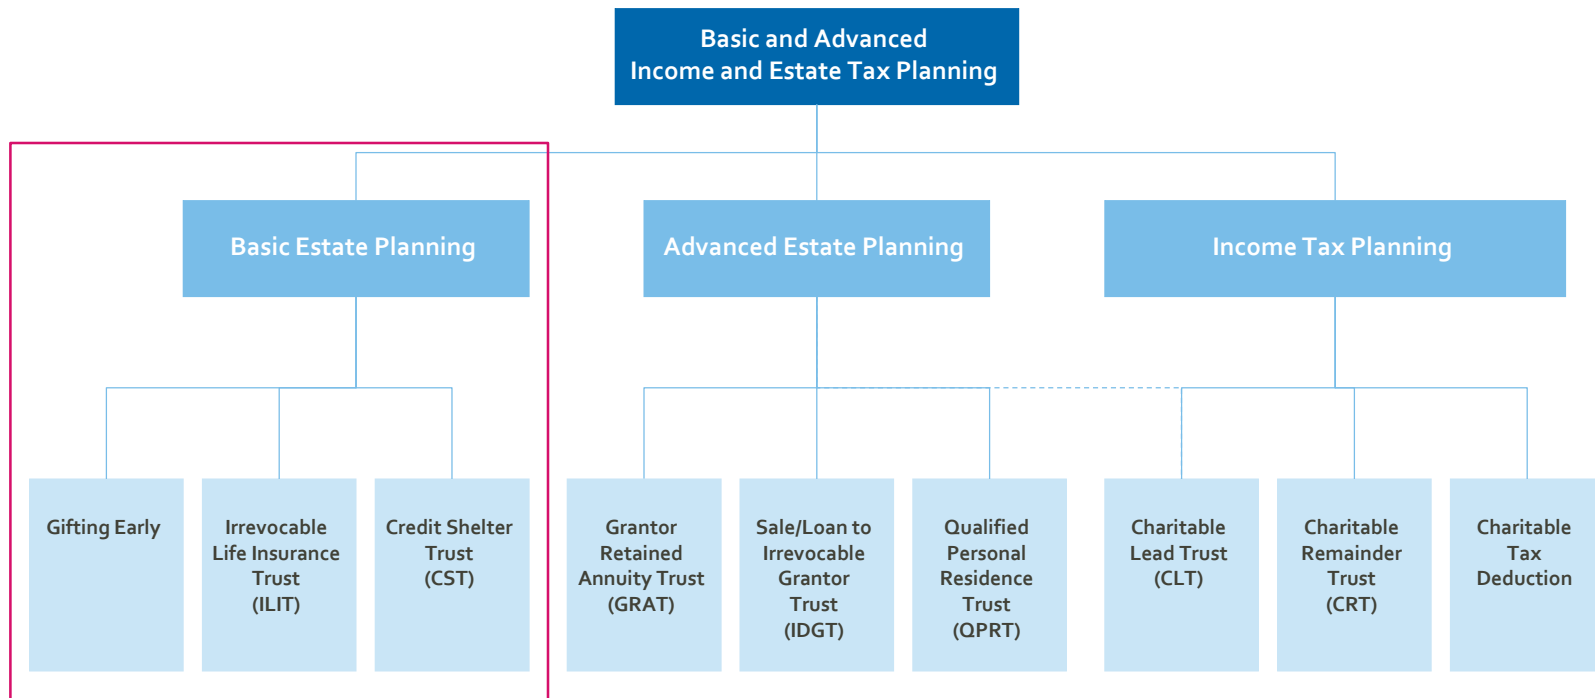 Basic and Advanced
Income and Estate Tax Planning
Basic Estate Planning
Advanced Estate Planning
Income Tax Planning
Gifting Early
Irrevocable
Life Insurance
Trust
(ILIT)
Credit Shelter
Trust
(CST)
Grantor
Retained
Annuity Trust
(GRAT)
Sale/Loan to
Irrevocable
Grantor
Trust
(IDGT)
Qualified
Personal
Residence
Trust
(QPRT)
Charitable
Lead Trust
(CLT)
Charitable
Remainder
Trust
(CRT)
Charitable
Tax
Deduction